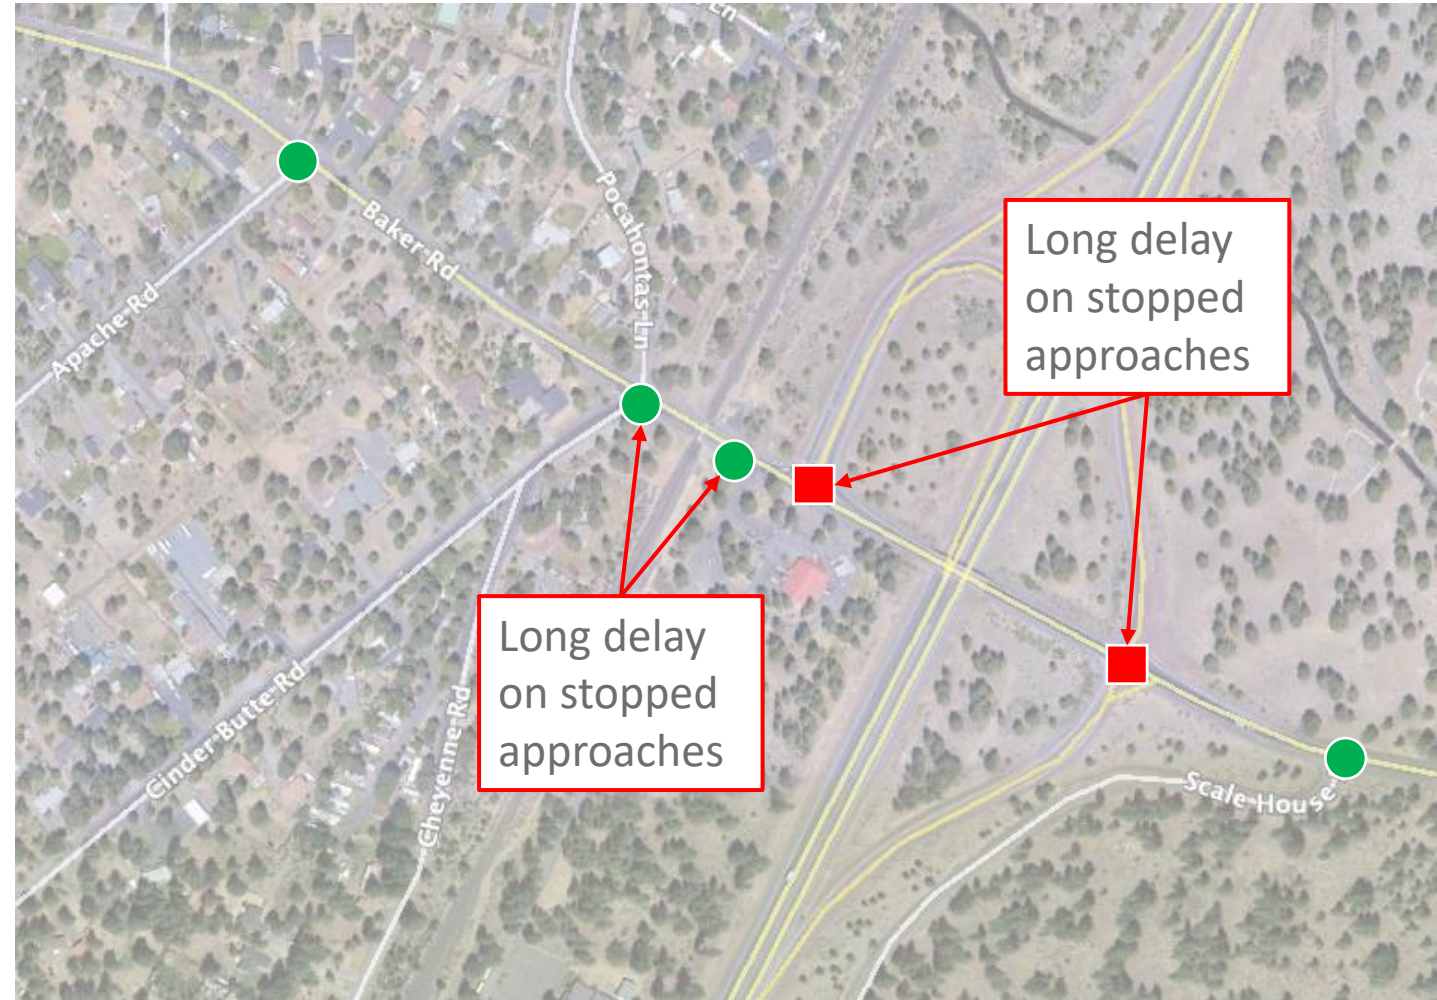 Ln
Pocahontas-Ln
Baker-Rd
Apache-Rd
Long delay
on stopped
approaches
Long delay
on stopped
approaches
Cinder-Butte-Rd
Cheyenne-Rd
Scale-House